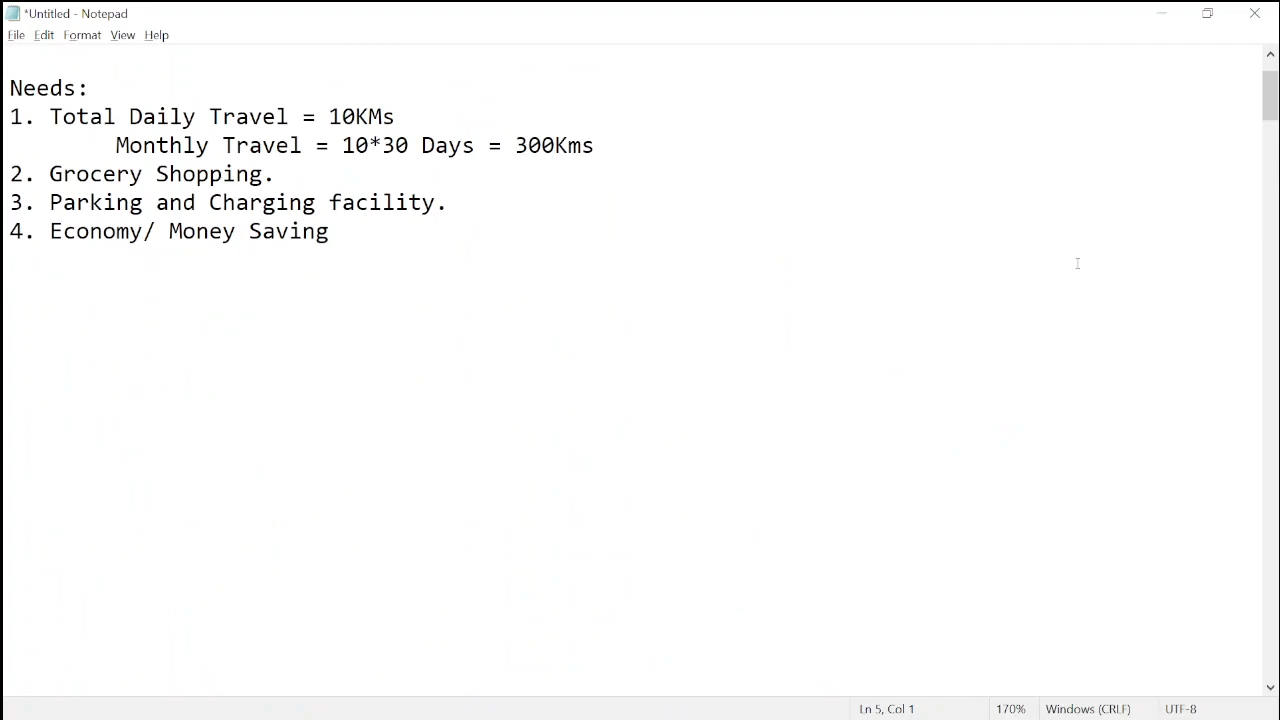 *Untitled - Notepad
File Edit Format View Help
Needs:
1. Total Daily Travel = 10KMs
Monthly Travel = 10*30 Days = 300Kms
2. Grocery Shopping.
3. Parking and Charging facility.
4. Economy/ Money Saving
Ln 5, Col 1 170% Windows (CRLF) UTF-8